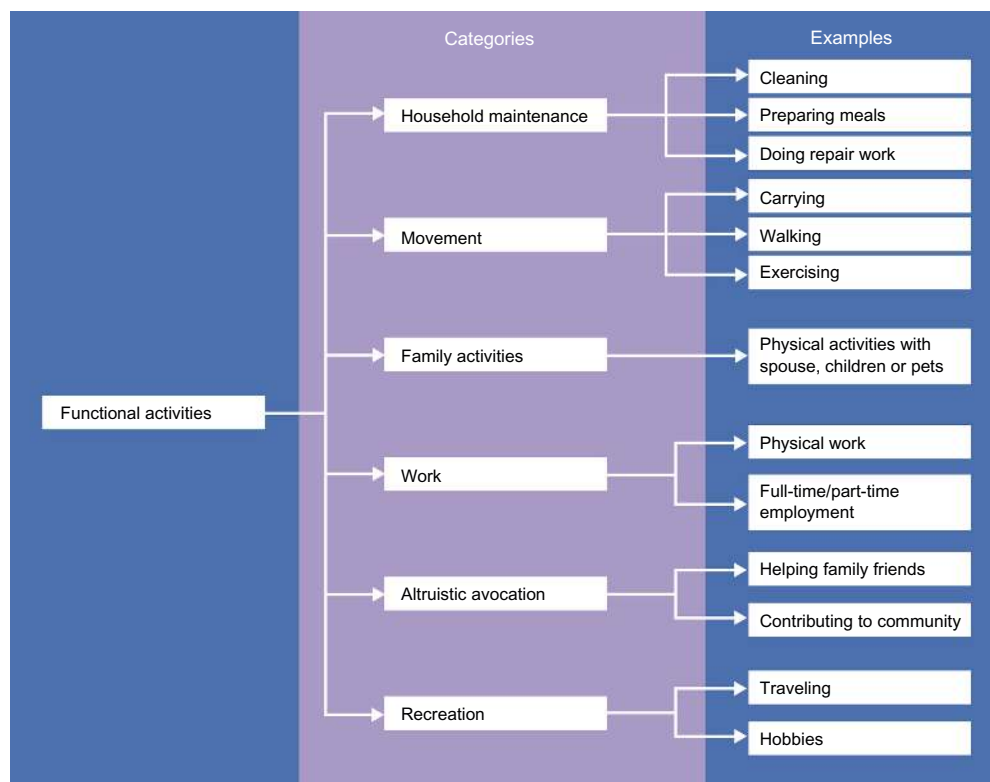 Categories
Examples
Functional activities
Household maintenance
Cleaning
Preparing meals
Doing repair work
Movement
Carrying
Walking
Exercising
Family activities
Physical activities with
spouse, children or pets
Work
Physical work
Full-time/part-time
employment
Altruistic avocation
Helping family friends
Contributing to community
Recreation
Traveling
Hobbies